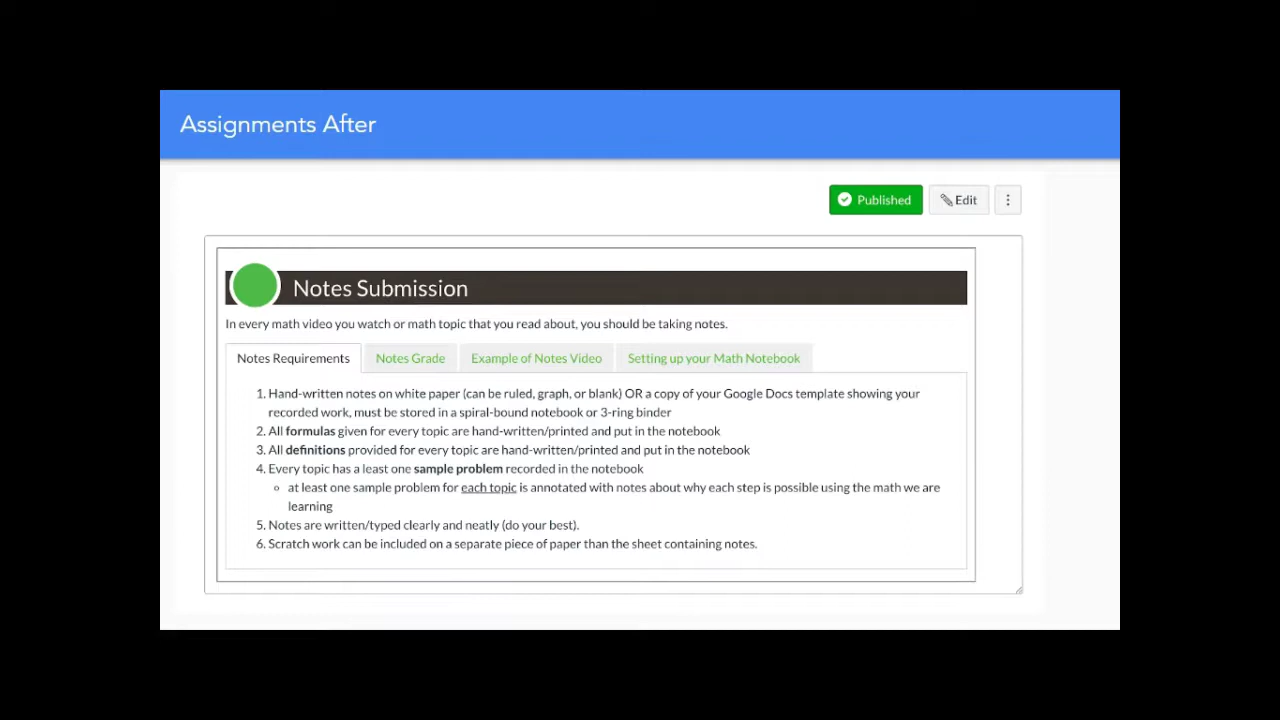 Assignments After
Published
Edit
Notes Submission
In every math video you watch or math topic that you read about, you should be taking notes.
Notes Requirements
Notes Grade
Example of Notes Video
Setting up your Math Notebook
1. Hand-written notes on white paper (can be ruled, graph, or blank) OR a copy of your Google Docs template showing your
recorded work, must be stored in a spiral-bound notebook or 3-ring binder
2. All formulas given for every topic are hand-written/printed and put in the notebook
3. All definitions provided for every topic are hand-written/printed and put in the notebook
4. Every topic has a least one sample problem recorded in the notebook
◦ at least one sample problem for each topic is annotated with notes about why each step is possible using the math we are
learning
5. Notes are written/typed clearly and neatly (do your best).
6. Scratch work can be included on a separate piece of paper than the sheet containing notes.